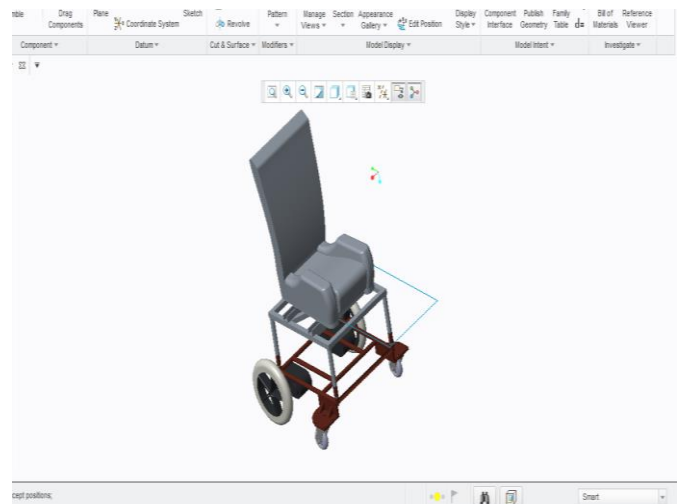 mble Drag Plane Sketch Pattern Manage Section Appearance Display Component Publish Family Bill of Reference
Components Coordinate System Revolve Views Gallery Edit Position Style Interface Geometry Table d= Materials Viewer
Component Datum Cut & Surface Modifiers Model Display Model Intent Investigate
cept positions; Smart